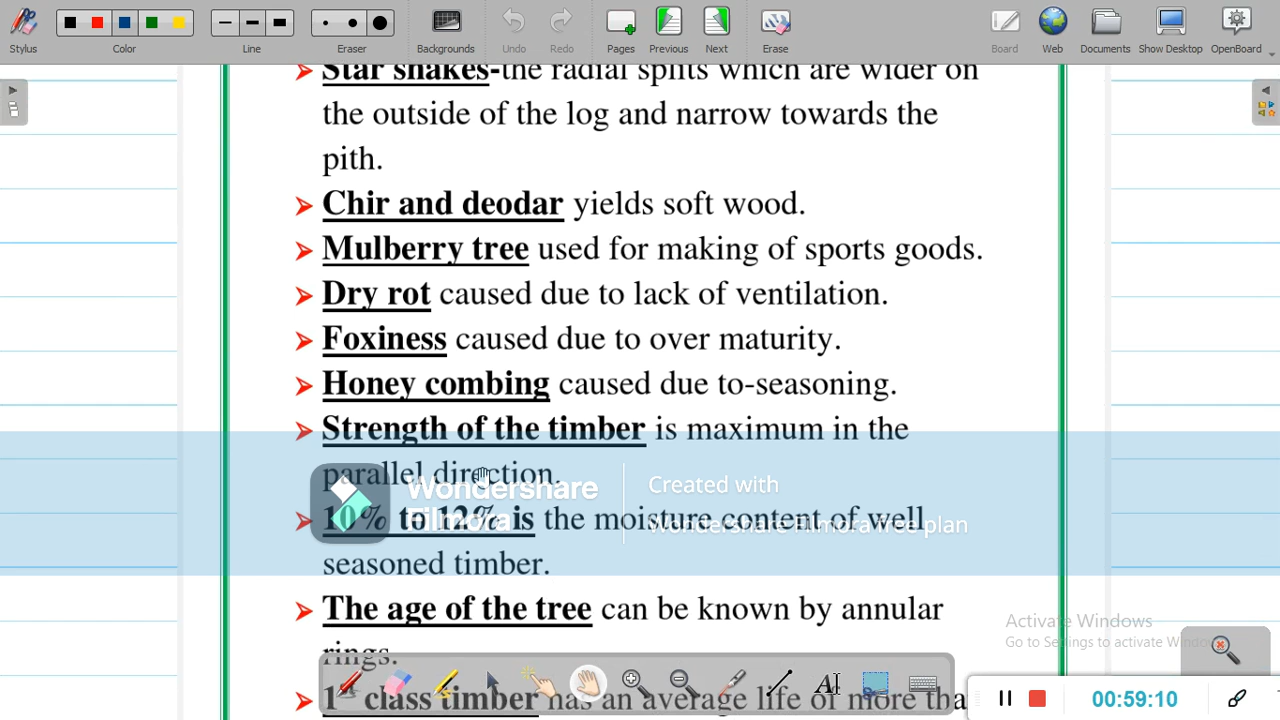 Stylus Color Line Eraser Backgrounds Undo Redo Pages Previous Next Erase Board Web Documents Show Desktop OpenBoard
Star shakes-the radial splits which are wider on
the outside of the log and narrow towards the
pith.
Chir and deodar yields soft wood.
Mulberry tree used for making of sports goods.
Dry rot caused due to lack of ventilation.
Foxiness caused due to over maturity.
Honey combing caused due to-seasoning.
Strength of the timber is maximum in the
parallel direction.
Wondershare
Filmora
Created with
Wondershare Filmora free plan
10% to 12% is the moisture content of well
seasoned timber.
The age of the tree can be known by annular
rings.
Activate Windows
Go to Settings to activate Windows
1st class timber has an average life of more tha
00:59:10